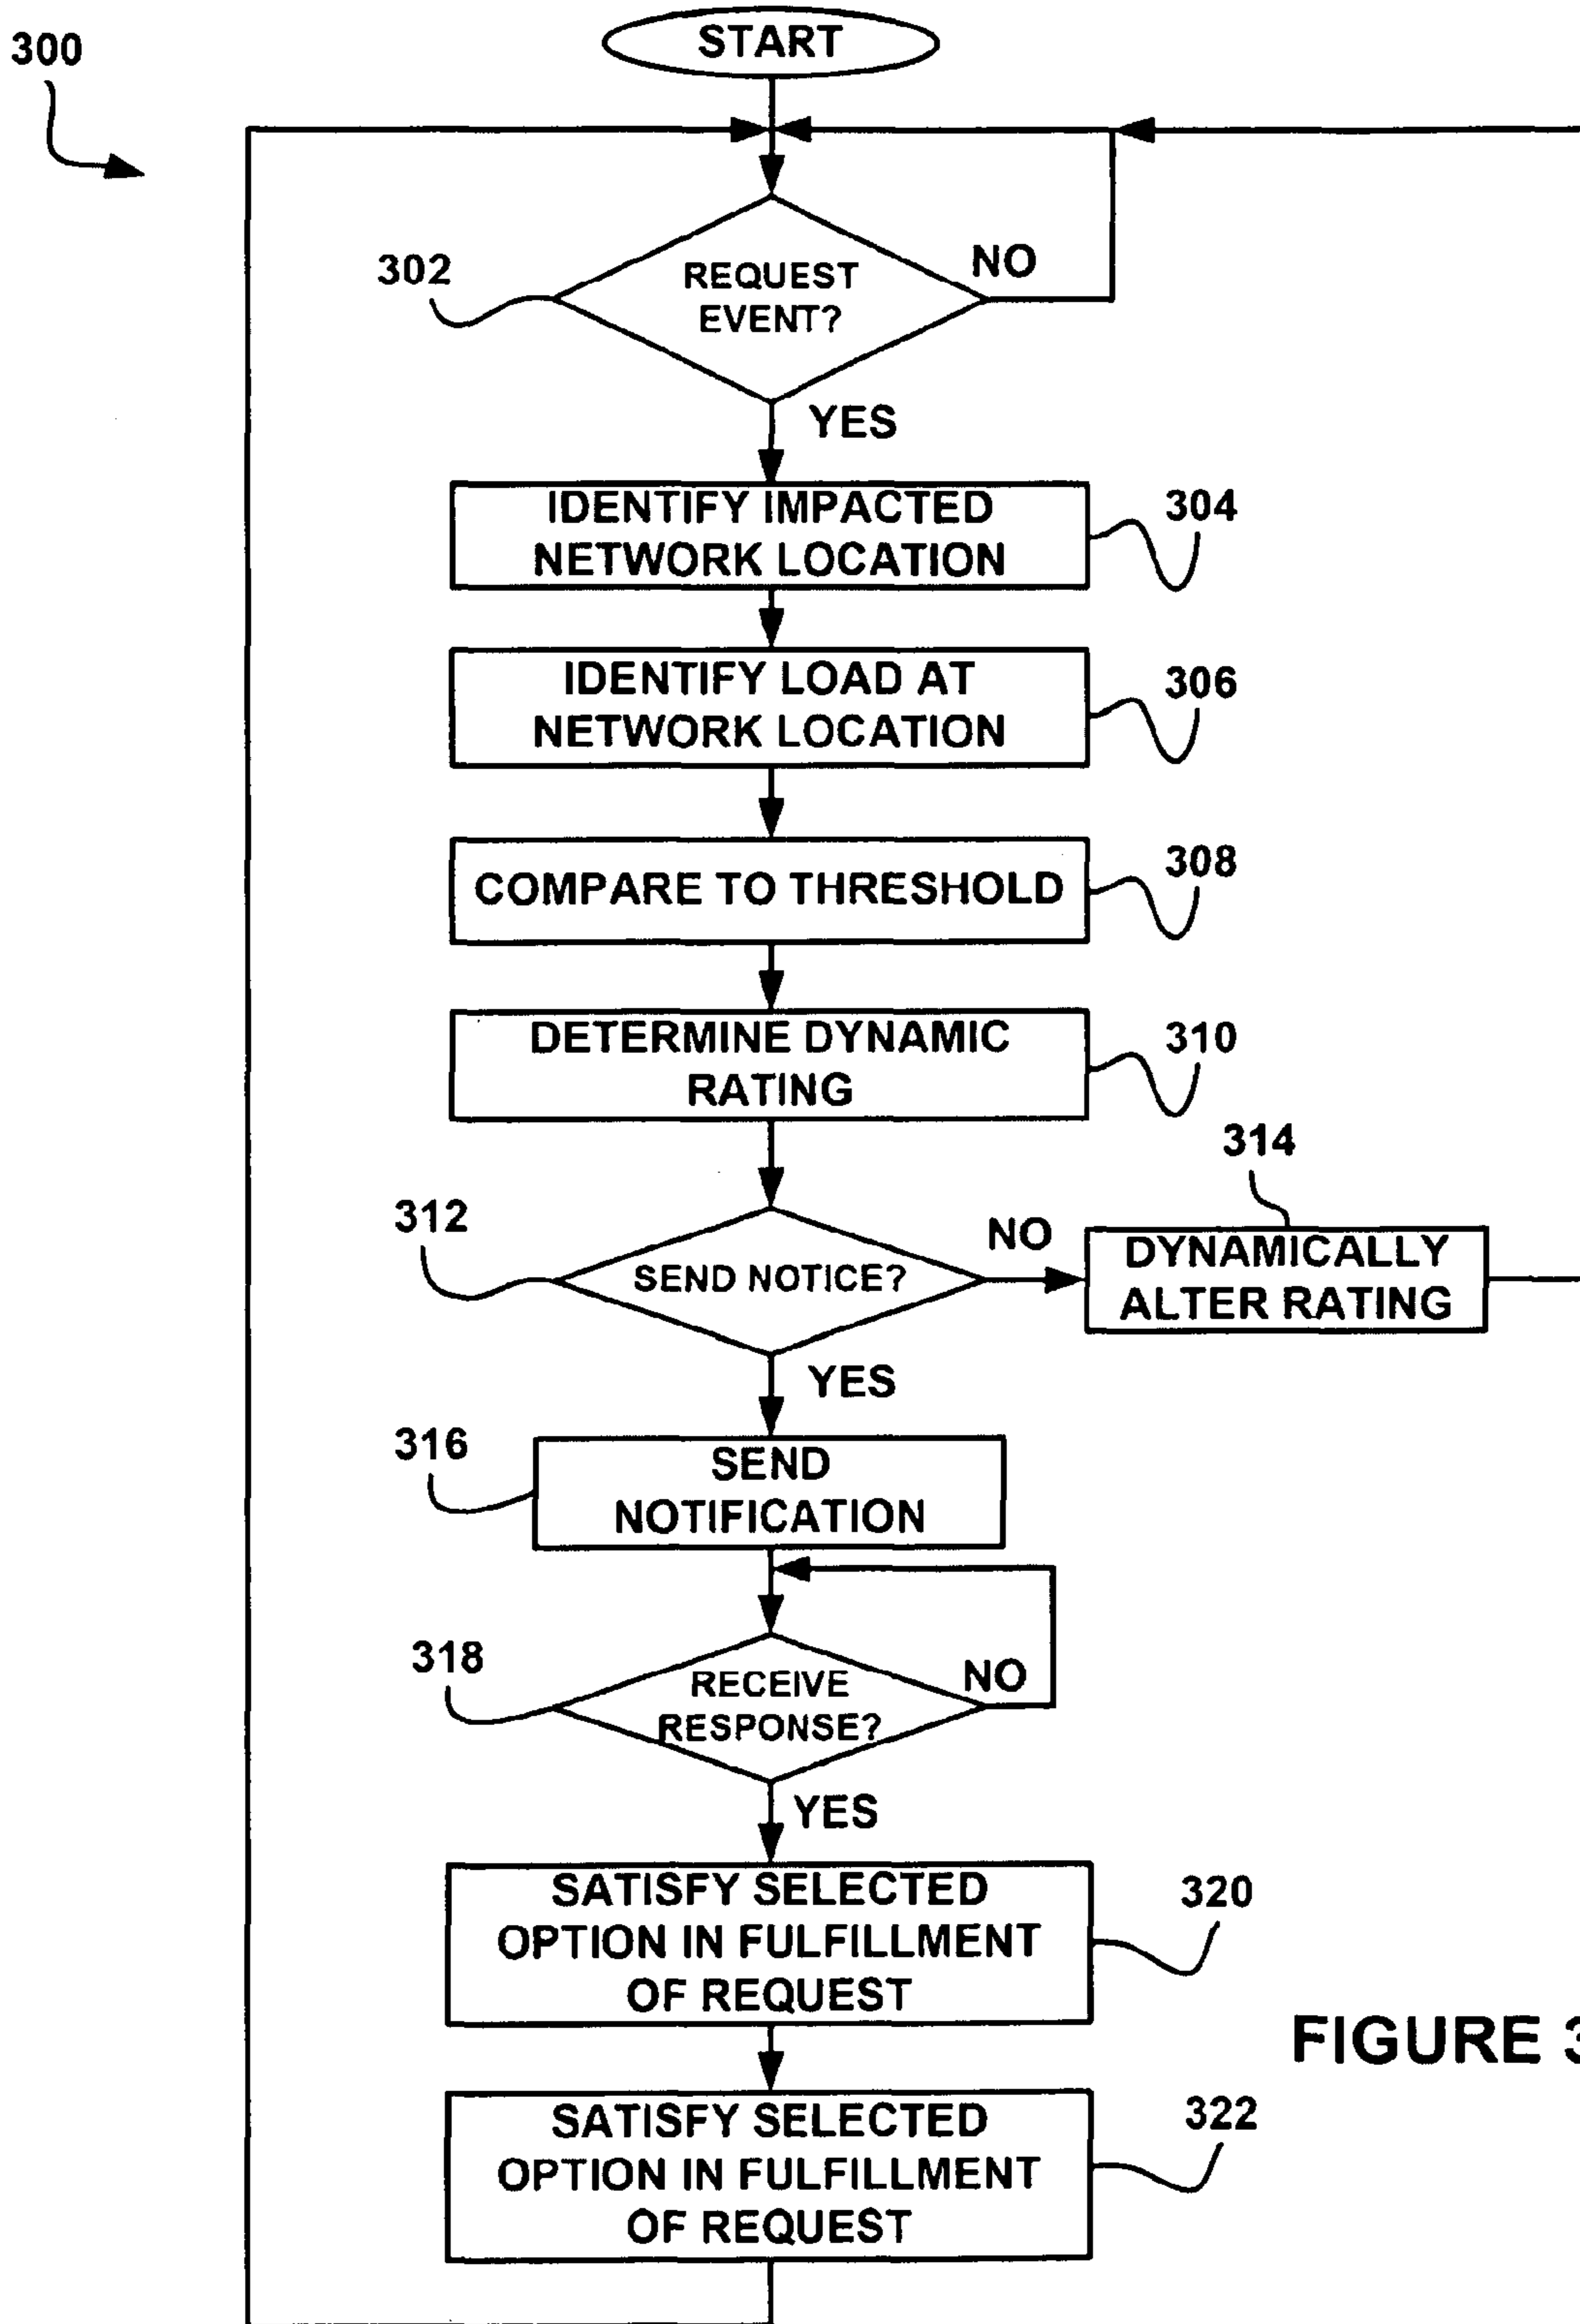 START
300
302
REQUEST
EVENT?
NO
YES
IDENTIFY IMPACTED
NETWORK LOCATION
304
IDENTIFY LOAD AT
NETWORK LOCATION
306
COMPARE TO THRESHOLD
308
DETERMINE DYNAMIC
RATING
310
312
SEND NOTICE?
NO
314
DYNAMICALLY
ALTER RATING
YES
316
SEND
NOTIFICATION
318
RECEIVE
RESPONSE?
NO
YES
SATISFY SELECTED
OPTION IN FULFILLMENT
OF REQUEST
320
FIGURE 3
SATISFY SELECTED
OPTION IN FULFILLMENT
OF REQUEST
322